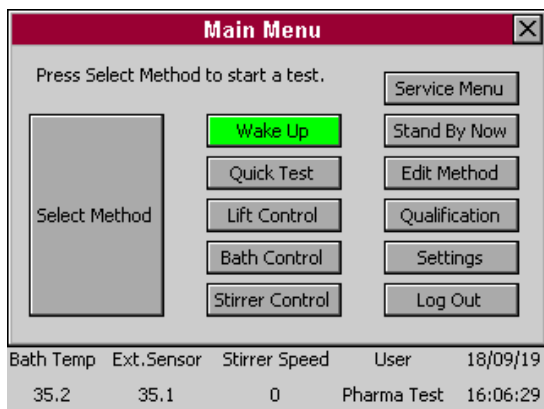 Main Menu
Press Select Method to start a test.
Service Menu
Wake Up
Stand By Now
Quick Test
Edit Method
Select Method
Lift Control
Qualification
Bath Control
Settings
Stirrer Control
Log Out
Bath Temp Ext.Sensor Stirrer Speed User 18/09/19
35.2 35.1 0 Pharma Test 16:06:29